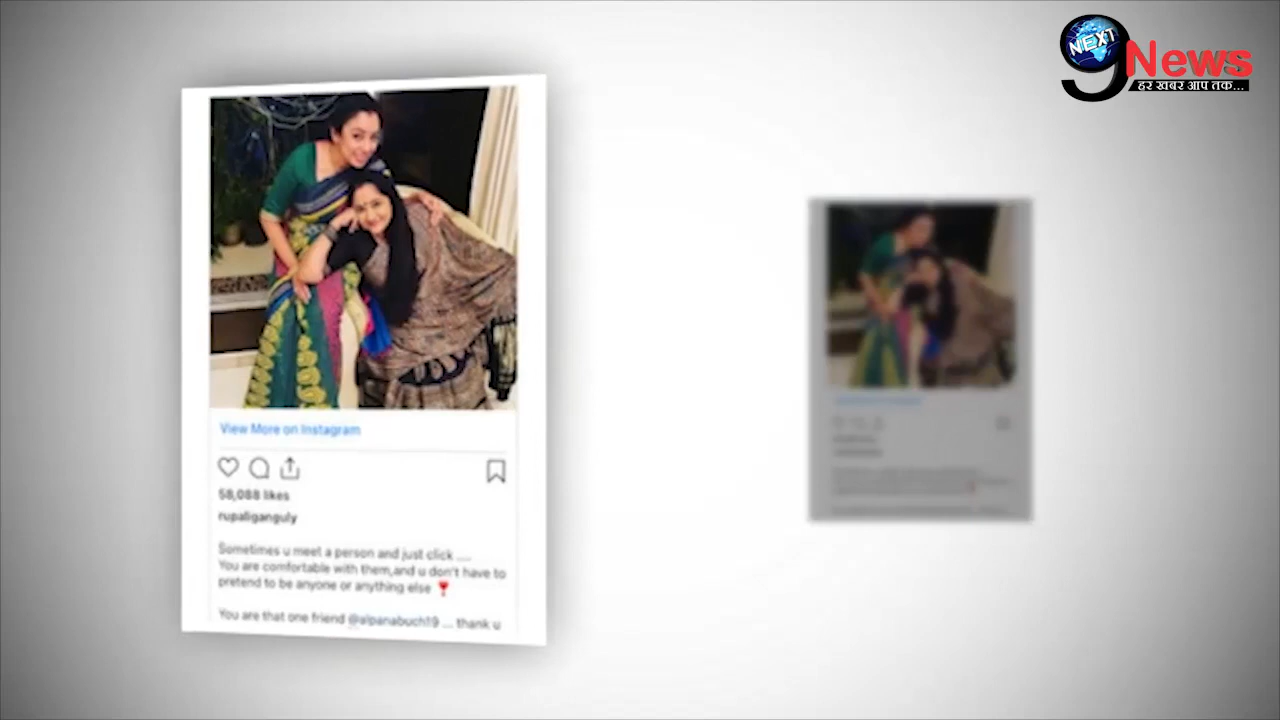 9
NEXT
News
हर खबर आप तक...
View More on Instagram
58,088 likes
rupaliganguly
Sometimes u meet a person and just click ....
You are comfortable with them,and u don't have to
pretend to be anyone or anything else
You are that one friend @alpanabuch19 ... thank u